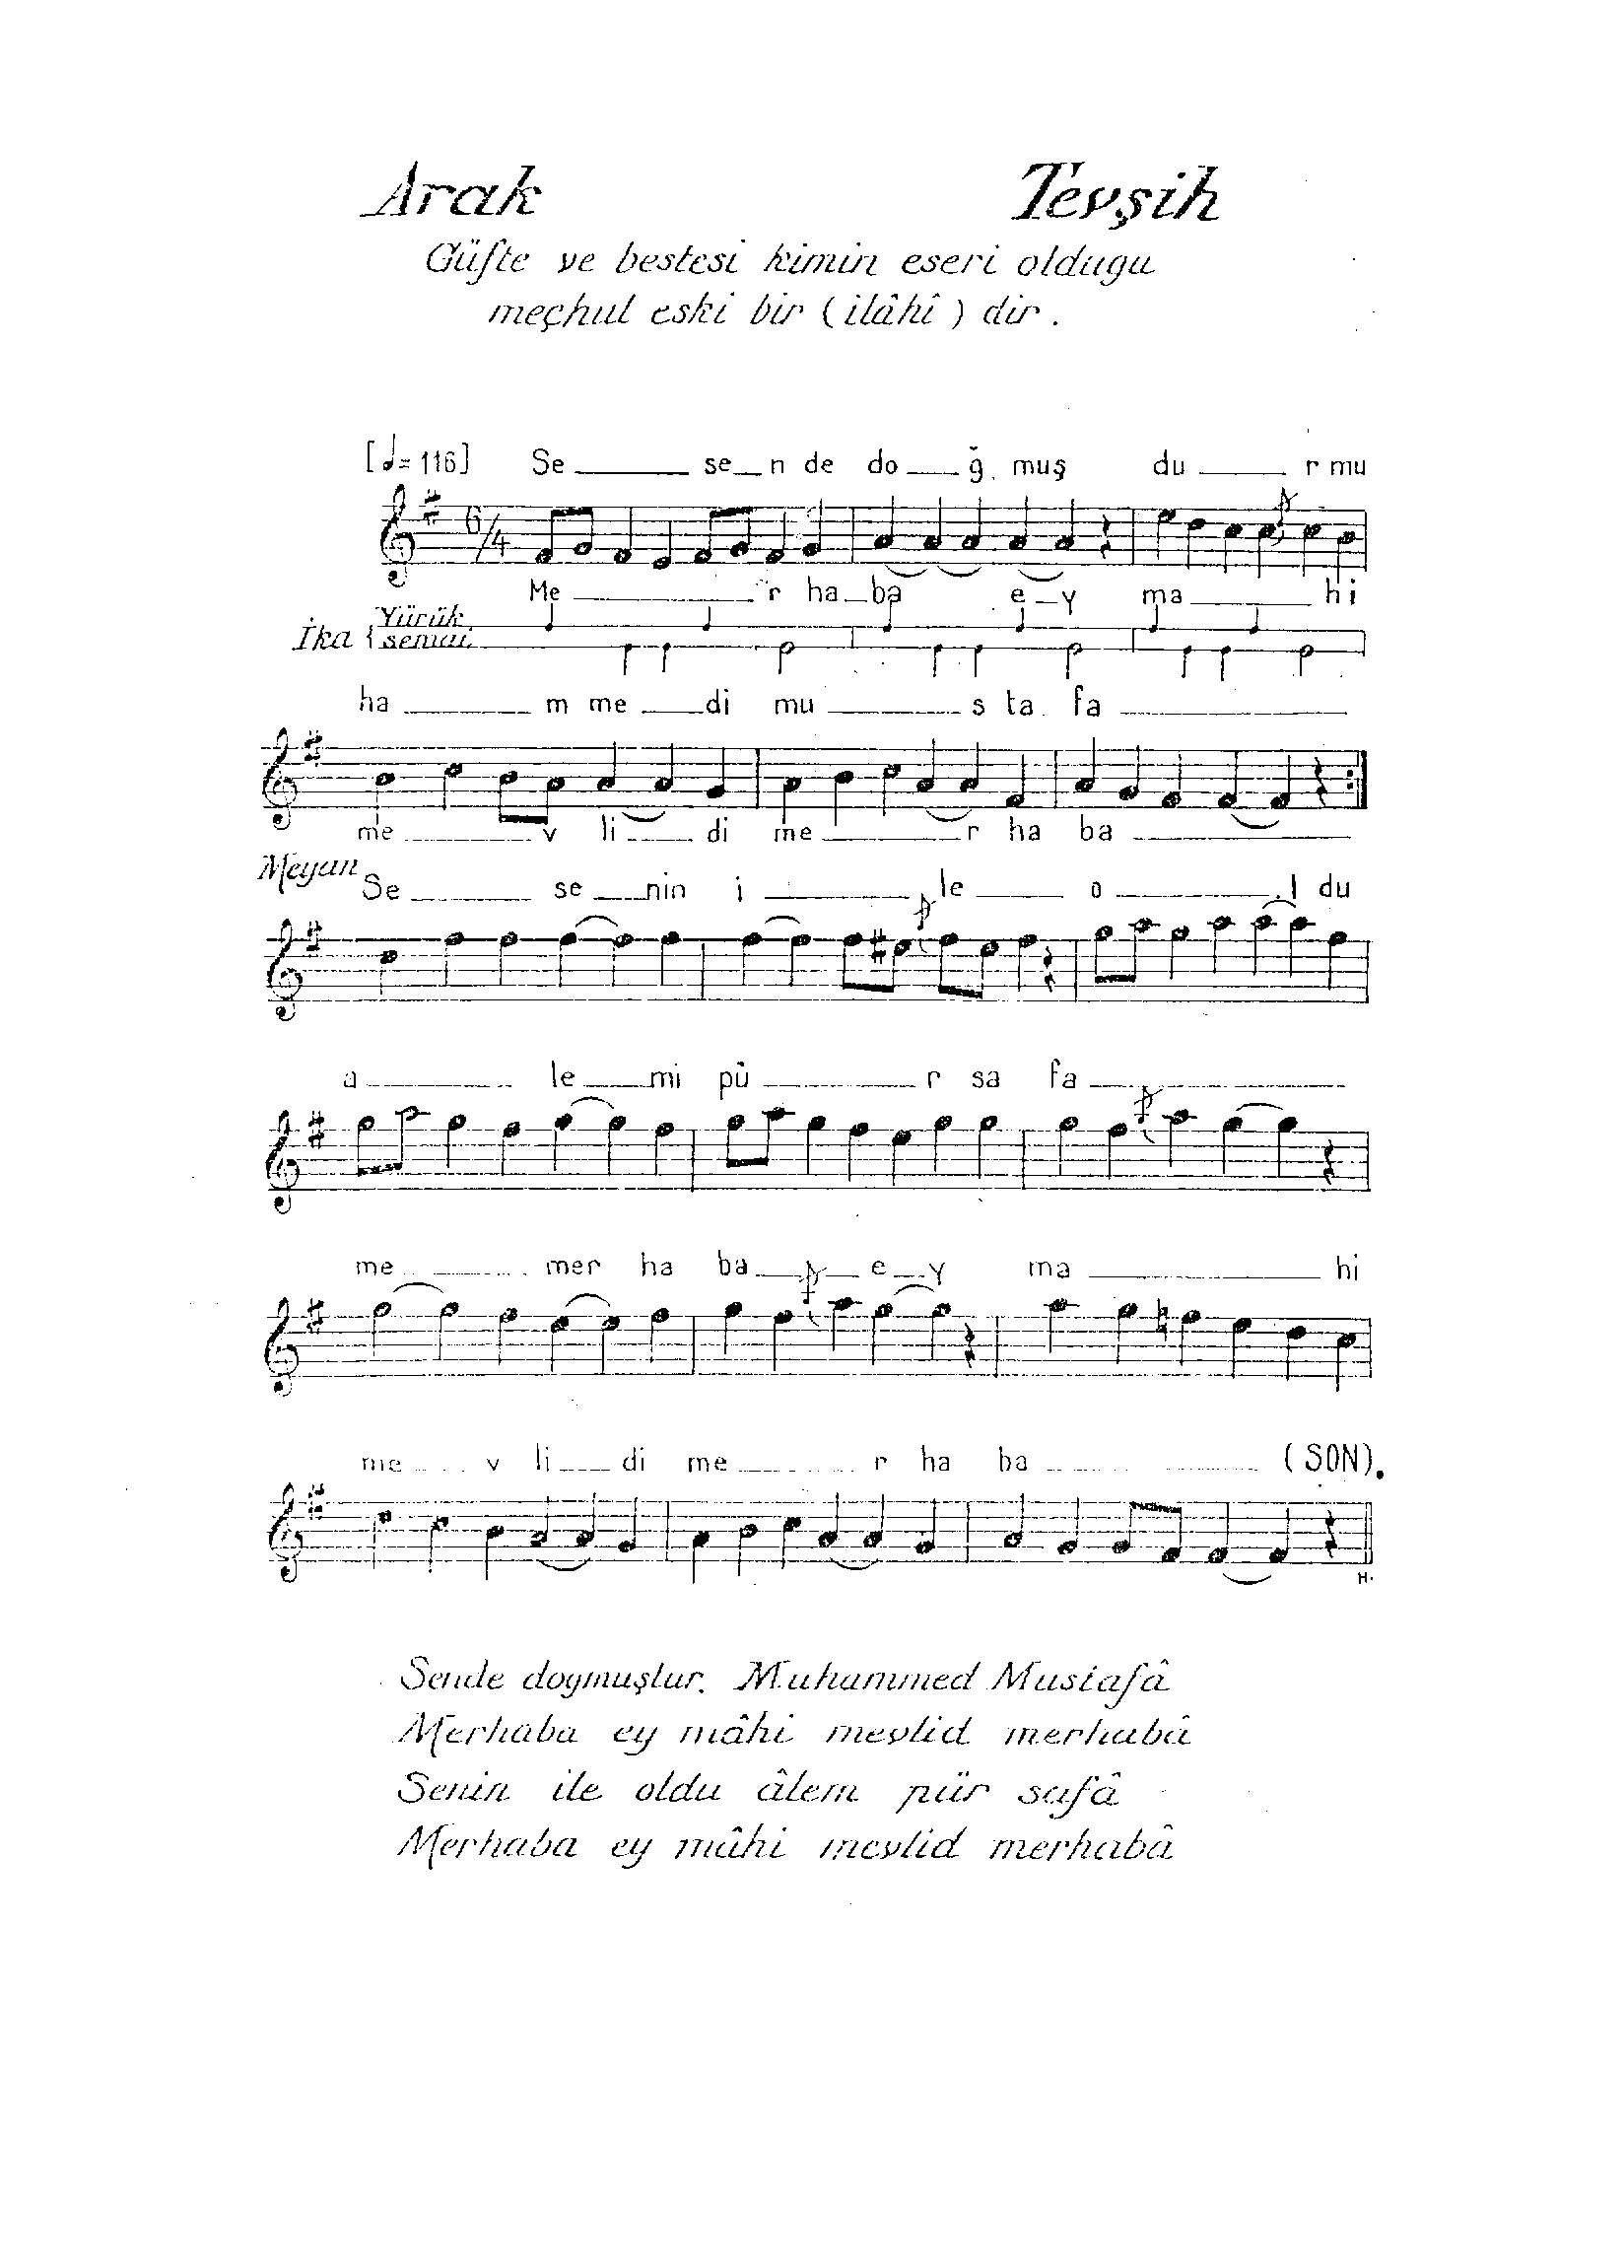 Arak Tevşih
Güfte ve bestesi kimin eseri oldugu
meçhul eski bir (ilâhî) dir.
[𝅗𝅥= 116] Se se n de do ğ muş du r mu
6/4
Me r ha ba e y ma hi
İka { Yürük
semai
ha m me di mu s ta fa
me v li di me r ha ba
Meyan
Se se nin i le o l du
a le mi pû r sa fa
me mer ha ba e y ma hi
me v li di me r ha ba (SON).
H.
Sende doğmuştur. Muhammed Mustafâ
Merhaba ey mâhi mevlid merhabâ
Senin ile oldu âlem pür safâ
Merhaba ey mâhi mevlid merhabâ